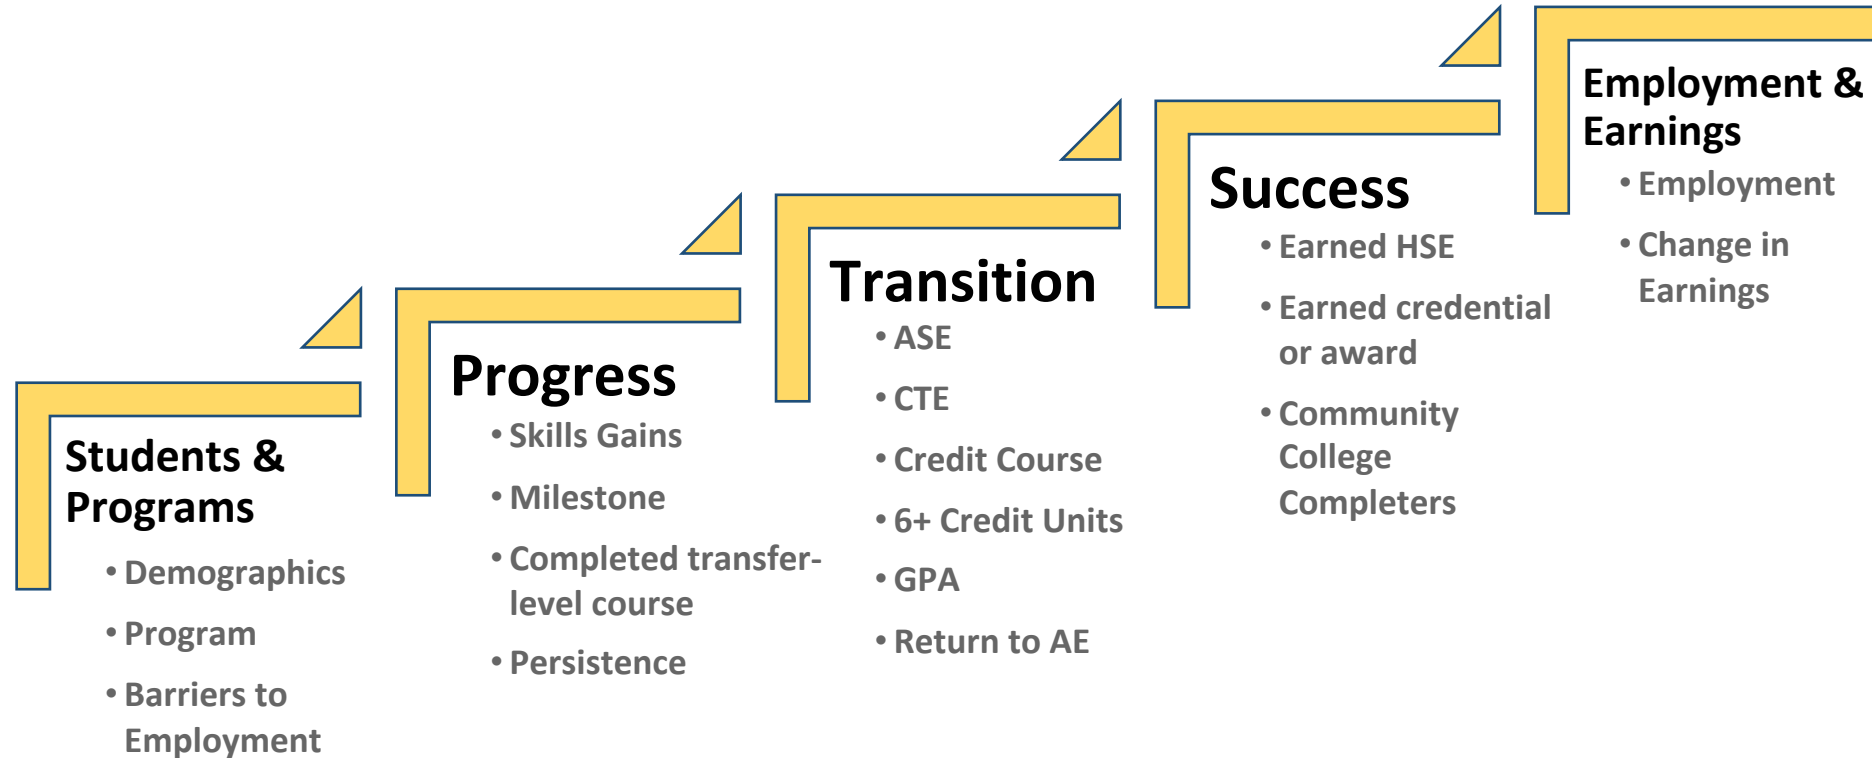 Students &
Programs
• Demographics
• Program
• Barriers to
Employment
Progress
• Skills Gains
• Milestone
• Completed transfer-
level course
• Persistence
Transition
• ASE
• CTE
• Credit Course
• 6+ Credit Units
• GPA
• Return to AE
Success
• Earned HSE
• Earned credential
or award
• Community
College
Completers
Employment &
Earnings
• Employment
• Change in
Earnings